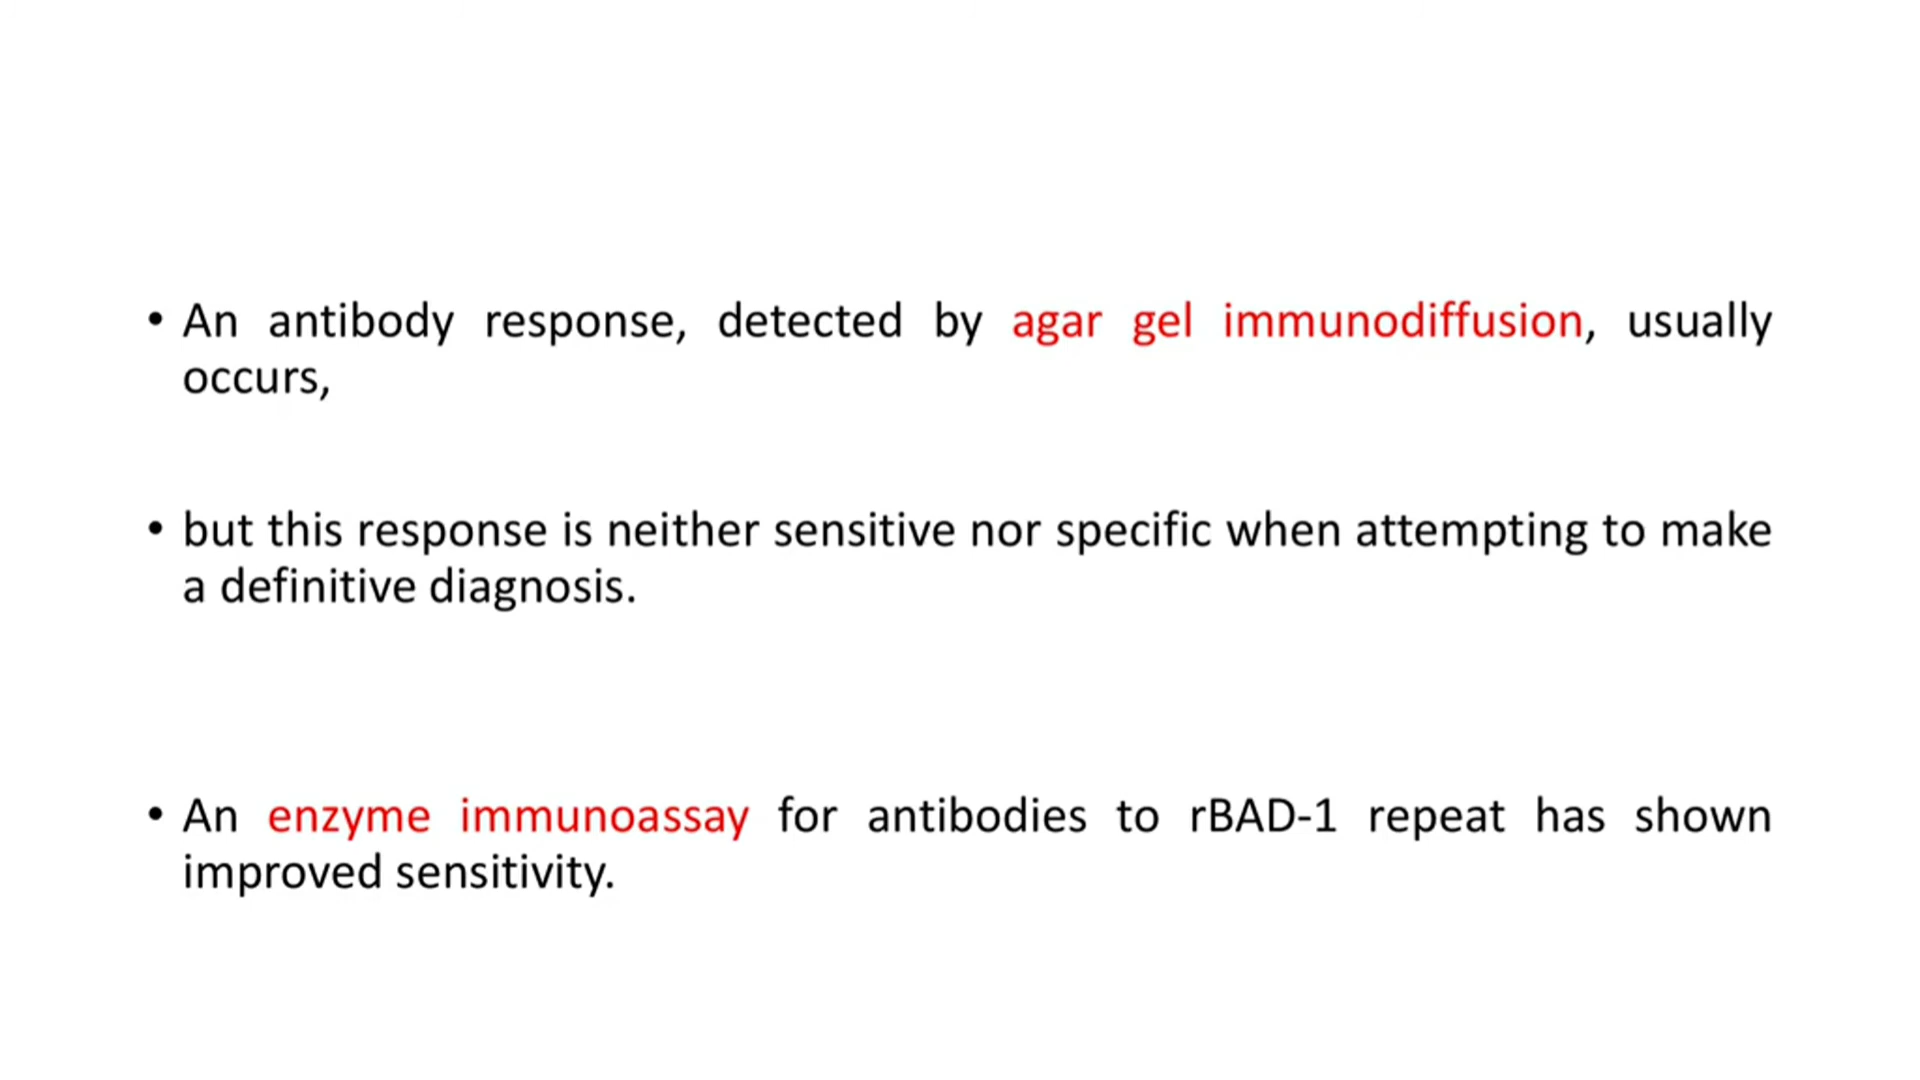 • An antibody response, detected by agar gel immunodiffusion, usually
occurs,
• but this response is neither sensitive nor specific when attempting to make
a definitive diagnosis.
• An enzyme immunoassay for antibodies to rBAD-1 repeat has shown
improved sensitivity.